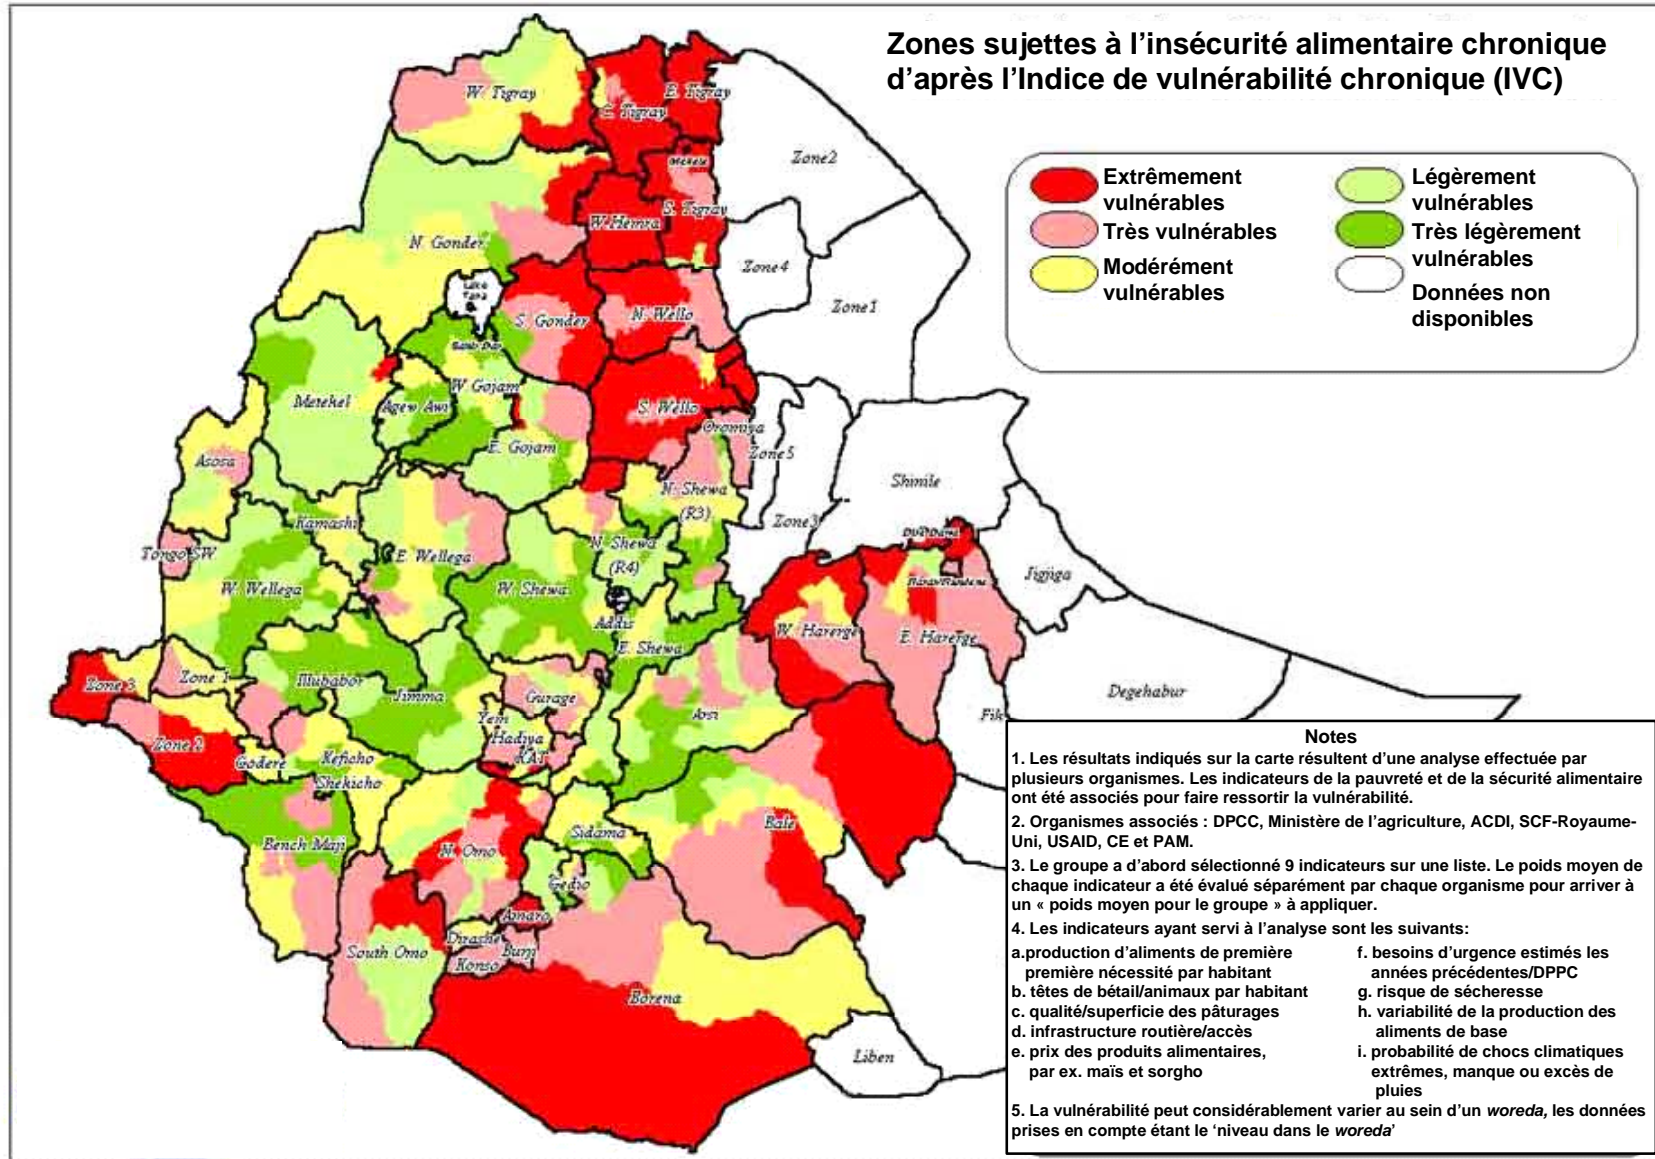 Zones sujettes à l’insécurité alimentaire chronique
d’après l’Indice de vulnérabilité chronique (IVC)
Extrêmement
vulnérables
Très vulnérables
Modérément
vulnérables
Légèrement
vulnérables
Très légèrement
vulnérables
Données non
disponibles
W. Tigray
C. Tigray
E. Tigray
Mekele
S. Tigray
Zone2
W.Hemra
N. Gonder
Zone4
Lake
Tana
Zone1
S. Gonder
N. Wello
Bahir Dar
W. Gojam
Metekel
Agew Awi
S. Wello
Oromiya
E. Gojam
Zone5
Asosa
Shinile
N. Shewa
(R3)
Kamashi
Zone3
Tongo SW.
E. Wellega
N. Shewa
(R4)
Dire Dawa
Jigjiga
W. Wellega
W. Shewa
Addis
W. Harerge
E. Harerge
E. Shewa
Zone 3
Zone 1
Illubabor
Jimma
Gurage
Degehabur
Arsi
Fik
Yem
Zone 2
Hadiya
KAT
Godere
Keficho
Shekicho
Bale
Sidama
Bench Maji
N. Omo
Gedio
Amaro
Dirashe
South Omo
Burji
Konso
Borena
Liben
Notes
1. Les résultats indiqués sur la carte résultent d’une analyse effectuée par
plusieurs organismes. Les indicateurs de la pauvreté et de la sécurité alimentaire
ont été associés pour faire ressortir la vulnérabilité.
2. Organismes associés : DPCC, Ministère de l’agriculture, ACDI, SCF-Royaume-
Uni, USAID, CE et PAM.
3. Le groupe a d’abord sélectionné 9 indicateurs sur une liste. Le poids moyen de
chaque indicateur a été évalué séparément par chaque organisme pour arriver à
un « poids moyen pour le groupe » à appliquer.
4. Les indicateurs ayant servi à l’analyse sont les suivants:
a.production d’aliments de première
première nécessité par habitant
b. têtes de bétail/animaux par habitant
c. qualité/superficie des pâturages
d. infrastructure routière/accès
e. prix des produits alimentaires,
par ex. maïs et sorgho
f. besoins d’urgence estimés les
années précédentes/DPPC
g. risque de sécheresse
h. variabilité de la production des
aliments de base
i. probabilité de chocs climatiques
extrêmes, manque ou excès de
pluies
5. La vulnérabilité peut considérablement varier au sein d’un woreda, les données
prises en compte étant le ‘niveau dans le woreda’